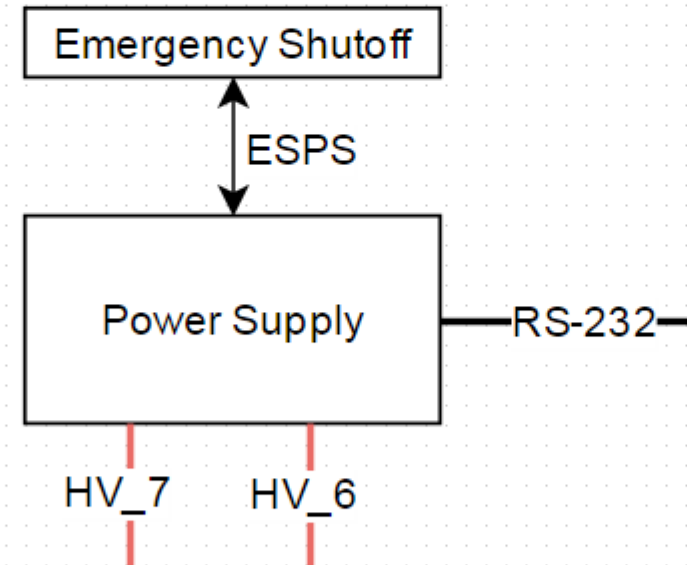 Emergency Shutoff
ESPS
Power Supply
RS-232
HV_7
HV_6